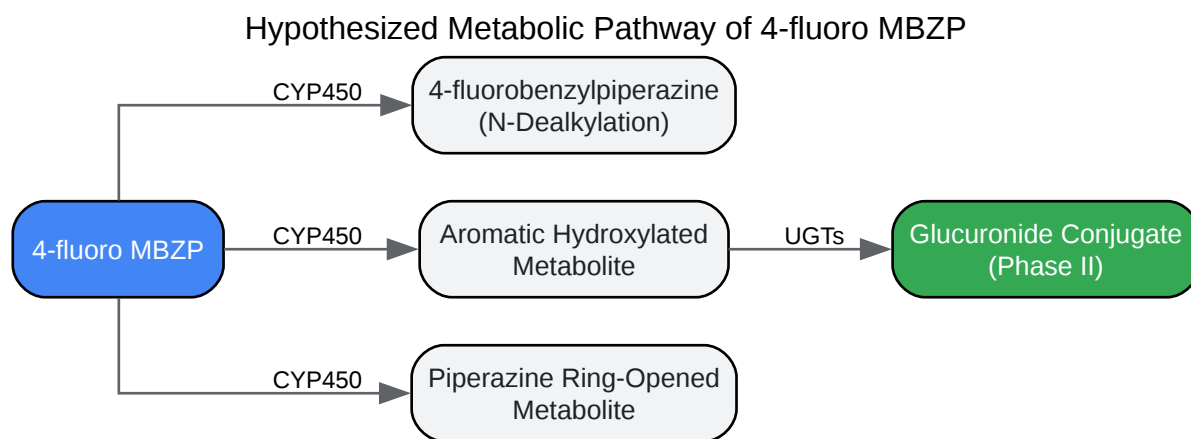 Hypothesized Metabolic Pathway of 4-fluoro MBZP
CYP450
4-fluorobenzylpiperazine
(N-Dealkylation)
4-fluoro MBZP
CYP450
Aromatic Hydroxylated
Metabolite
UGTs
Glucuronide Conjugate
(Phase II)
CYP450
Piperazine Ring-Opened
Metabolite